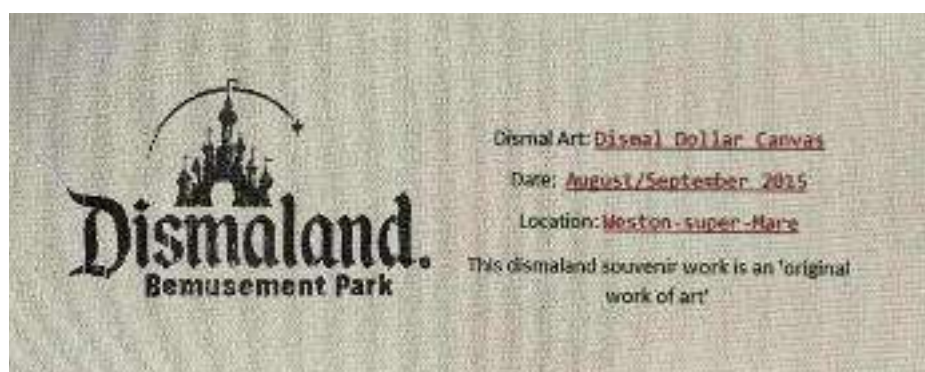 Dismaland.
Bemusement Park
Dismal Art: Dismal Dollar Canvas
Date: August/September 2015
Location: Weston-super-Mare
This dismaland souvenir work is an 'original
work of art'